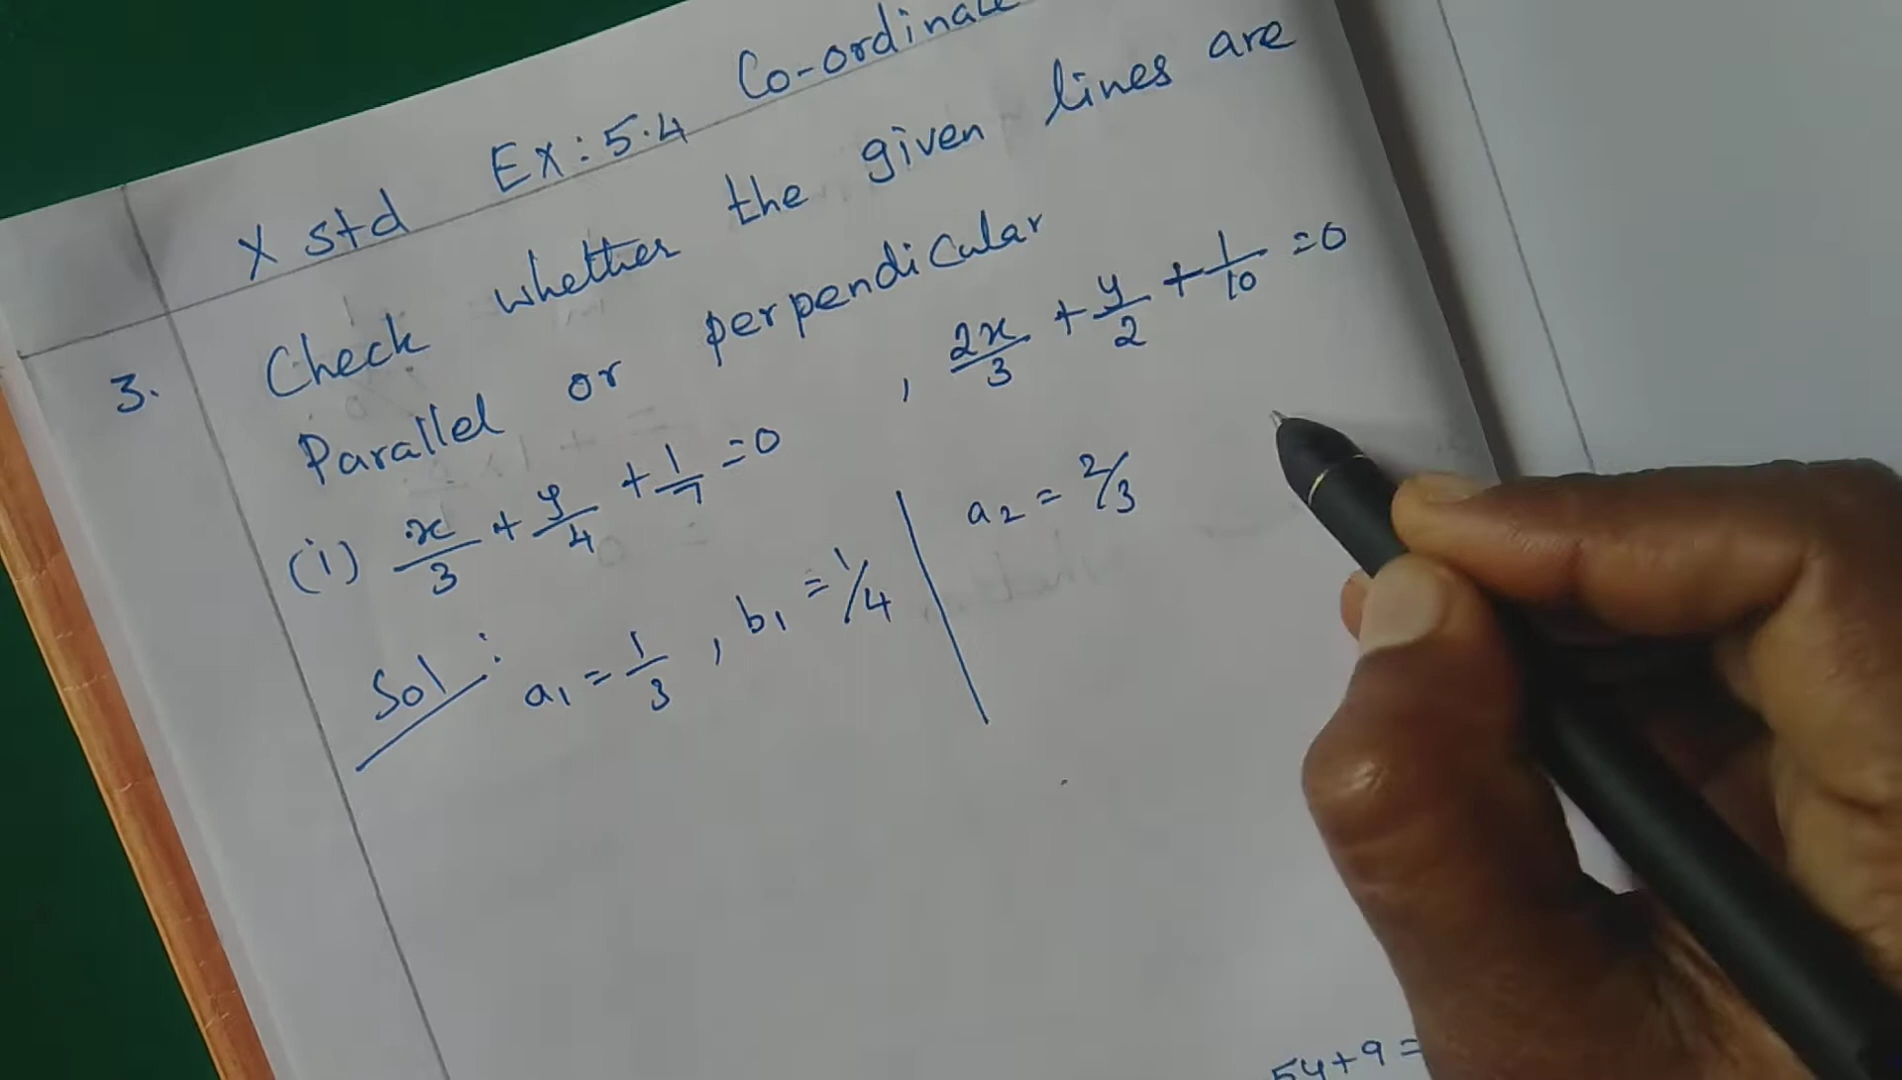 X std Ex: 5.4 Co-ordinate
3. Check whether the given lines are
Parallel or perpendicular
(i) x/3 + y/4 + 1/7 = 0 , 2x/3 + y/2 + 1/10 = 0
Sol: a₁ = 1/3 , b₁ = 1/4
a₂ = 2/3
5y+9=